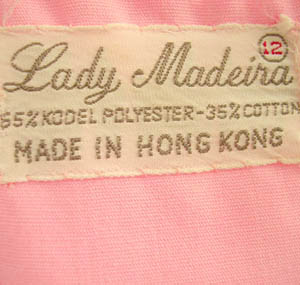 Lady Madeira 12
65% KODEL POLYESTER-35% COTTON
MADE IN HONG KONG